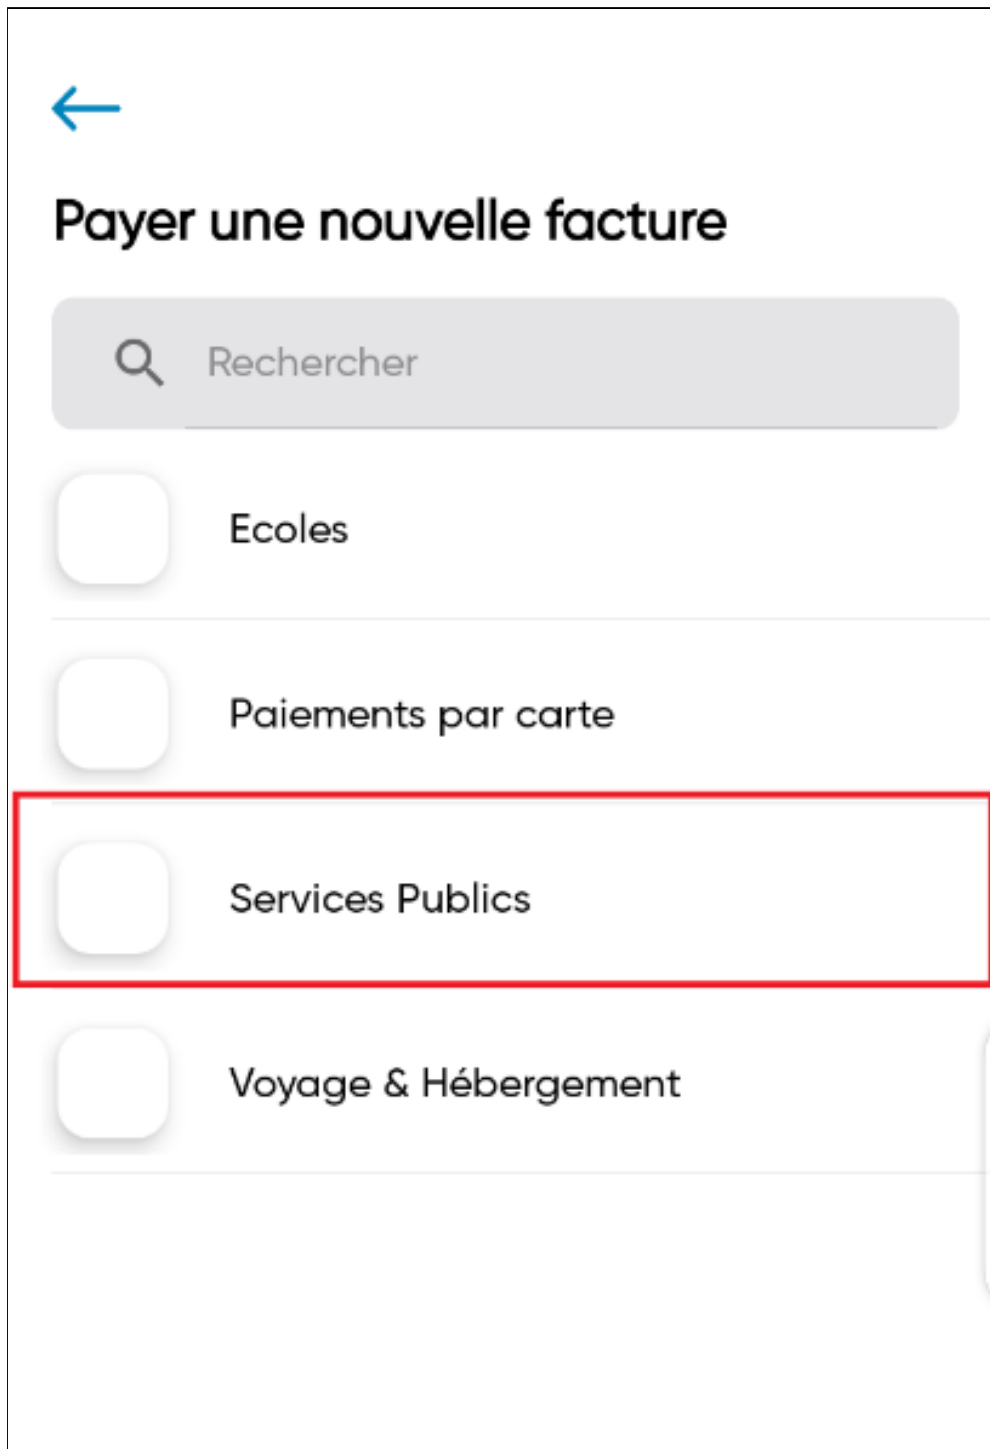 Payer une nouvelle facture
Rechercher
Ecoles
Paiements par carte
Services Publics
Voyage & Hébergement